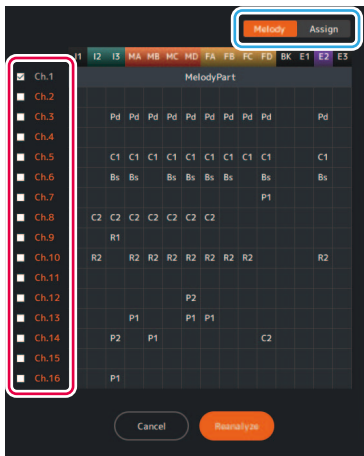 Melody Assign
I1 I2 I3 MA MB MC MD FA FB FC FD BK E1 E2 E3
Ch.1 MelodyPart
Ch.2
Ch.3 Pd Pd Pd Pd Pd Pd Pd Pd Pd Pd
Ch.4
Ch.5 C1 C1 C1 C1 C1 C1 C1 C1 C1 C1
Ch.6 Bs Bs Bs Bs Bs Bs Bs Bs
Ch.7 P1
Ch.8 C2 C2 C2 C2 C2 C2 C2
Ch.9 R1
Ch.10 R2 R2 R2 R2 R2 R2 R2 R2 R2
Ch.11
Ch.12 P2
Ch.13 P1 P1 P1
Ch.14 P2 P1 C2
Ch.15
Ch.16 P1
Cancel Reanalyze